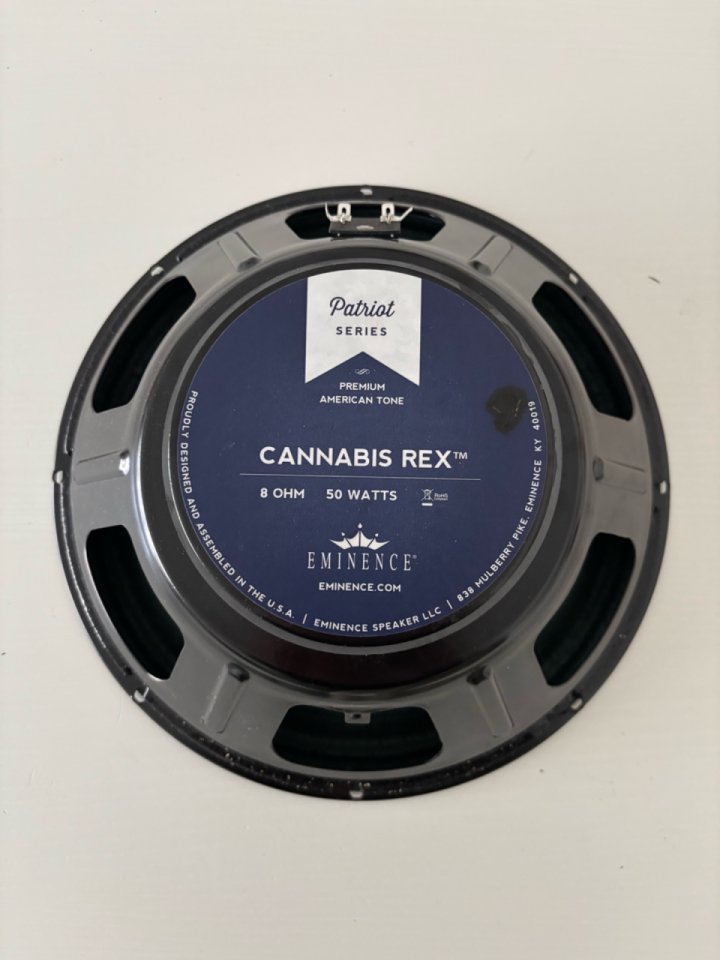 Patriot
SERIES
PREMIUM
AMERICAN TONE
CANNABIS REX™
8 OHM 50 WATTS RoHS
EMINENCE®
EMINENCE.COM
PROUDLY DESIGNED AND ASSEMBLED IN THE U.S.A. | EMINENCE SPEAKER LLC | 838 MULBERRY PIKE, EMINENCE KY 40019